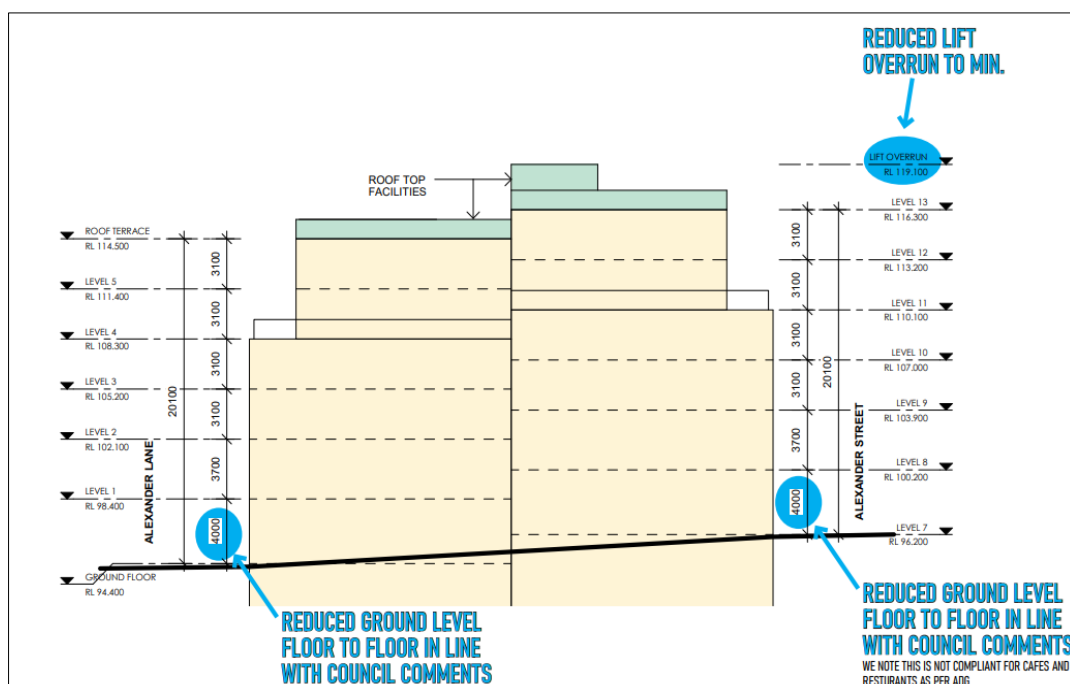 REDUCED LIFT
OVERRUN TO MIN.
LIFT OVERRUN
RL 119.100
ROOF TOP
FACILITIES
ROOF TERRACE
RL 114.500
LEVEL 5
RL 111.400
LEVEL 4
RL 108.300
LEVEL 3
RL 105.200
LEVEL 2
RL 102.100
LEVEL 1
RL 98.400
GROUND FLOOR
RL 94.400
ALEXANDER LANE
20100
3100
3100
3100
3100
3700
4000
LEVEL 13
RL 116.300
LEVEL 12
RL 113.200
LEVEL 11
RL 110.100
LEVEL 10
RL 107.000
LEVEL 9
RL 103.900
LEVEL 8
RL 100.200
LEVEL 7
RL 96.200
3100
3100
3100
3100
3700
4000
20100
ALEXANDER STREET
REDUCED GROUND LEVEL
FLOOR TO FLOOR IN LINE
WITH COUNCIL COMMENTS
REDUCED GROUND LEVEL
FLOOR TO FLOOR IN LINE
WITH COUNCIL COMMENTS
WE NOTE THIS IS NOT COMPLIANT FOR CAFES AND
RESTURANTS AS PER ADG